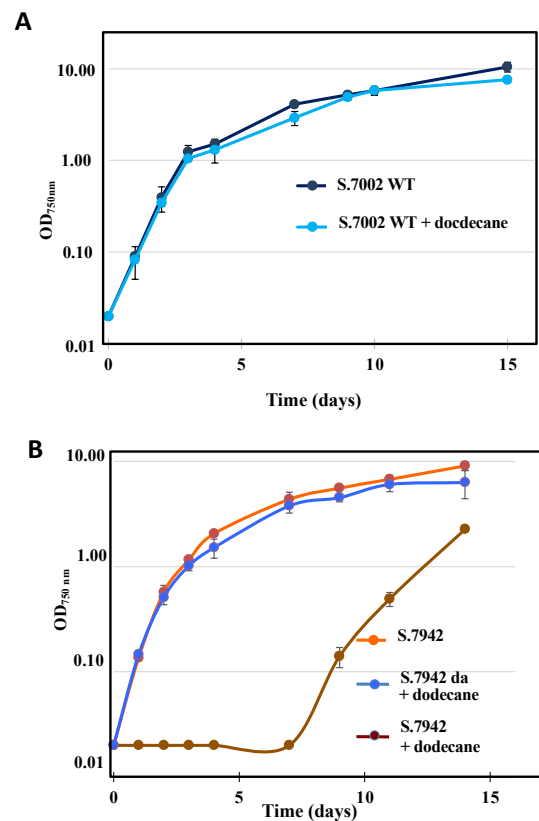 A
10.00
1.00
0.10
0.01
OD750nm
S.7002 WT
S.7002 WT + docdecane
0
5
10
15
Time (days)
B
10.00
1.00
0.10
0.01
OD750 nm
S.7942
S.7942 da
+ dodecane
S.7942
+ dodecane
0
5
10
15
Time (days)